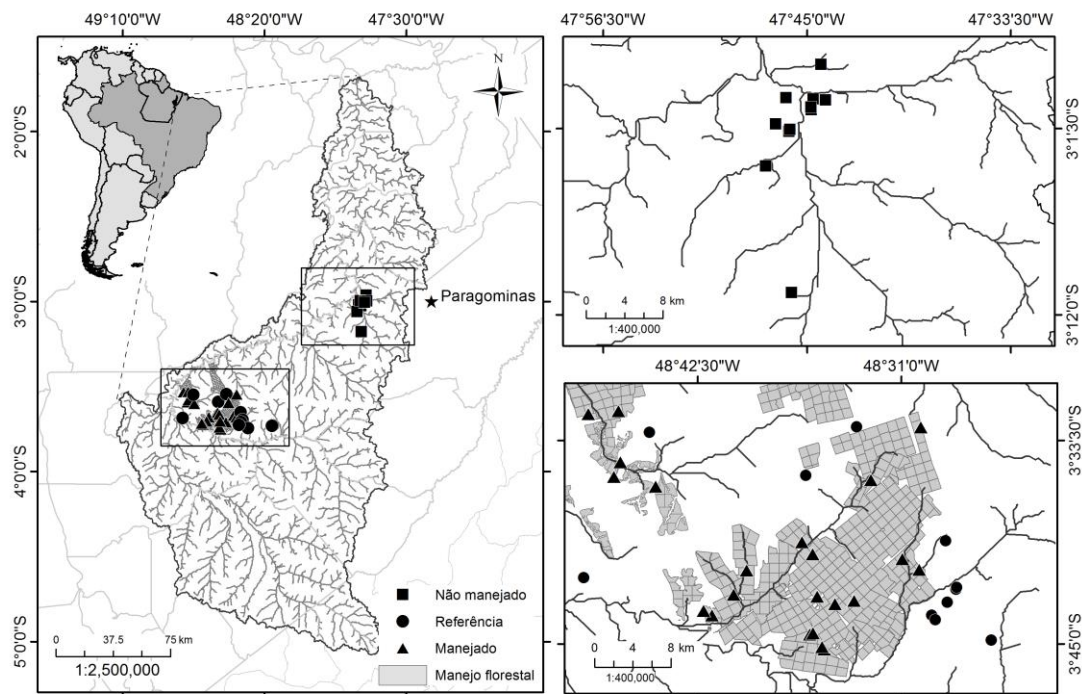 49°10'0"W 48°20'0"W 47°30'0"W
N
2°0'0"S
3°0'0"S
4°0'0"S
5°0'0"S
Paragominas
Não manejado
Referência
Manejado
Manejo florestal
0 37.5 75 km
1:2,500,000
47°56'30"W 47°45'0"W 47°33'30"W
3°1'30"S
3°12'0"S
0 4 8 km
1:400,000
48°42'30"W 48°31'0"W
3°33'30"S
3°45'0"S
0 4 8 km
1:400,000